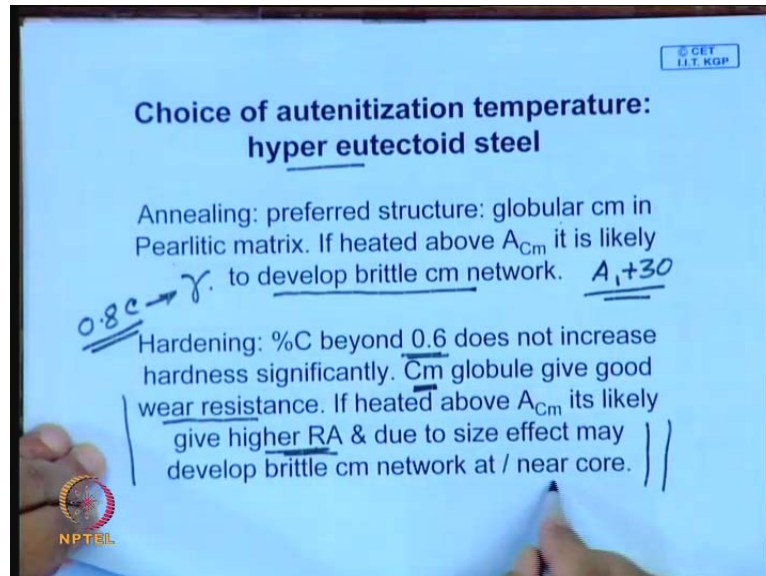 © CET
I.I.T. KGP
Choice of autenitization temperature:
hyper eutectoid steel
Annealing: preferred structure: globular cm in
Pearlitic matrix. If heated above A_Cm it is likely
to develop brittle cm network. A₁+30
0.8C → γ.
Hardening: %C beyond 0.6 does not increase
hardness significantly. Cm globule give good
wear resistance. If heated above A_Cm its likely
give higher RA & due to size effect may
develop brittle cm network at / near core.
NPTEL